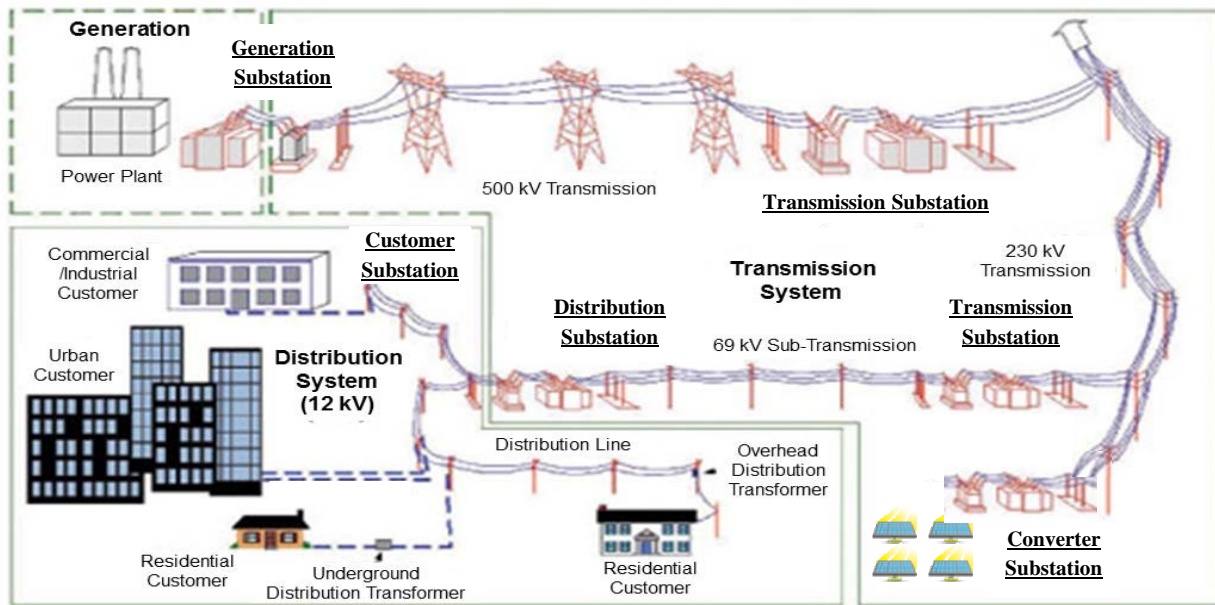 Generation
Generation
Substation
Power Plant
500 kV Transmission
Transmission Substation
230 kV
Transmission
Transmission
System
Transmission
Substation
69 kV Sub-Transmission
Distribution
Substation
Customer
Substation
Commercial
/Industrial
Customer
Urban
Customer
Distribution
System
(12 kV)
Distribution Line
Overhead
Distribution
Transformer
Residential
Customer
Underground
Distribution Transformer
Residential
Customer
Converter
Substation